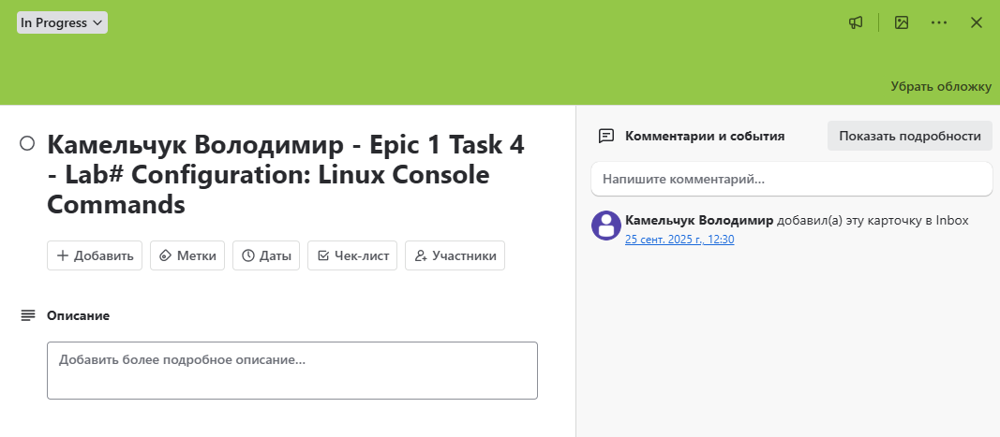 In Progress
Убрать обложку
Камельчук Володимир - Epic 1 Task 4
- Lab# Configuration: Linux Console
Commands
Добавить
Метки
Даты
Чек-лист
Участники
Описание
Добавить более подробное описание...
Комментарии и события
Показать подробности
Напишите комментарий...
Камельчук Володимир добавил(а) эту карточку в Inbox
25 сент. 2025 г., 12:30